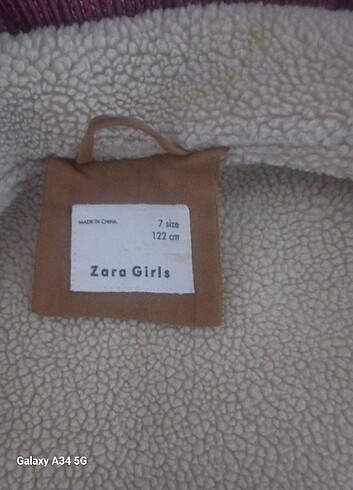 MADE IN CHINA
7 size
122 cm
Zara Girls
Galaxy A34 5G